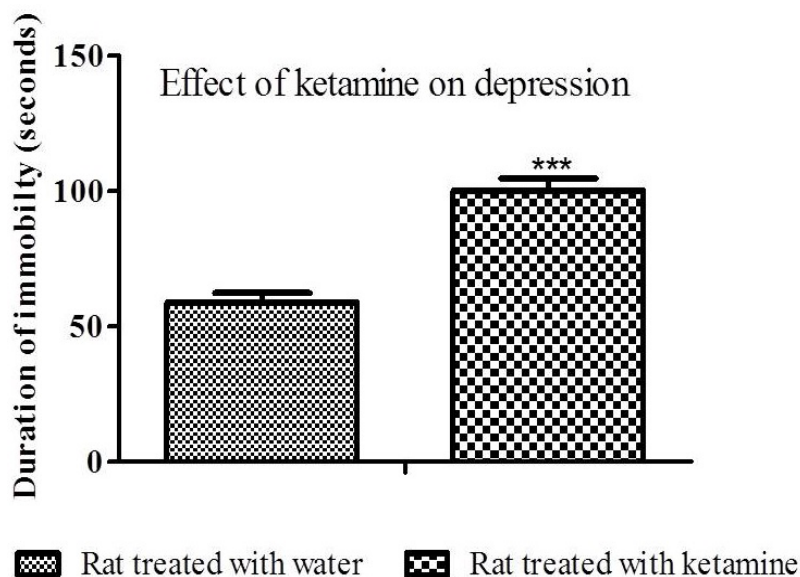 Effect of ketamine on depression
Duration of immobilty (seconds)
150
100
50
0
***
Rat treated with water
Rat treated with ketamine